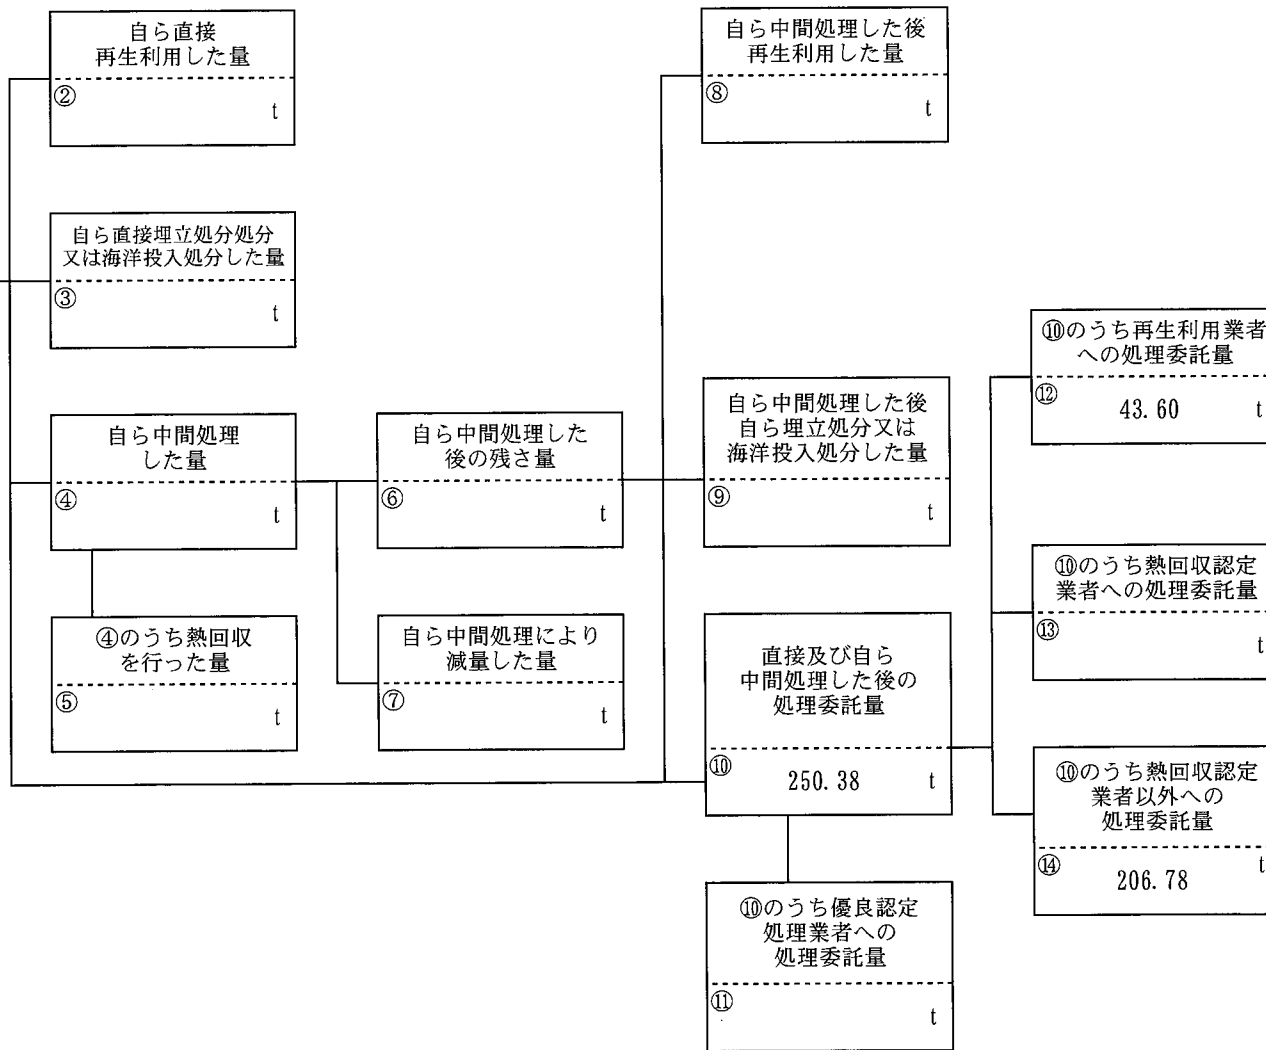 自ら直接
再生利用した量
②
t
自ら中間処理した後
再生利用した量
⑧
t
自ら直接埋立処分処分
又は海洋投入処分した量
③
t
⑩のうち再生利用業者
への処理委託量
⑫
43.60 t
自ら中間処理
した量
④
t
自ら中間処理した
後の残さ量
⑥
t
自ら中間処理した後
自ら埋立処分又は
海洋投入処分した量
⑨
t
⑩のうち熱回収認定
業者への処理委託量
⑬
t
④のうち熱回収
を行った量
⑤
t
自ら中間処理により
減量した量
⑦
t
直接及び自ら
中間処理した後の
処理委託量
⑩
250.38 t
⑩のうち熱回収認定
業者以外への
処理委託量
⑭
206.78 t
⑩のうち優良認定
処理業者への
処理委託量
⑪
t